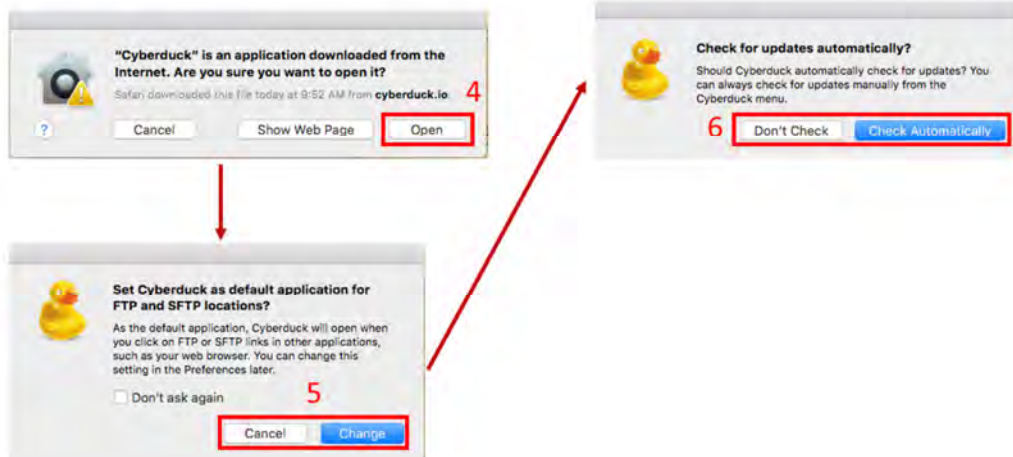 "Cyberduck" is an application downloaded from the
Internet. Are you sure you want to open it?
Safari downloaded this file today at 9:52 AM from cyberduck.io.
4
?
Cancel
Show Web Page
Open
Set Cyberduck as default application for
FTP and SFTP locations?
As the default application, Cyberduck will open when
you click on FTP or SFTP links in other applications,
such as your web browser. You can change this
setting in the Preferences later.
Don't ask again
5
Cancel
Change
Check for updates automatically?
Should Cyberduck automatically check for updates? You
can always check for updates manually from the
Cyberduck menu.
6
Don't Check
Check Automatically